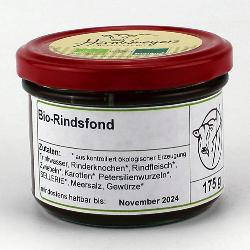 Bio-Rindsfond
Zutaten: * aus kontrolliert ökologischer Erzeugung
Trinkwasser, Rinderknochen*, Rindfleisch*,
Zwiebeln*, Karotten* Petersilienwurzeln*,
SELLERIE*, Meersalz, Gewürze*
mindestens haltbar bis: November 2024
175 g